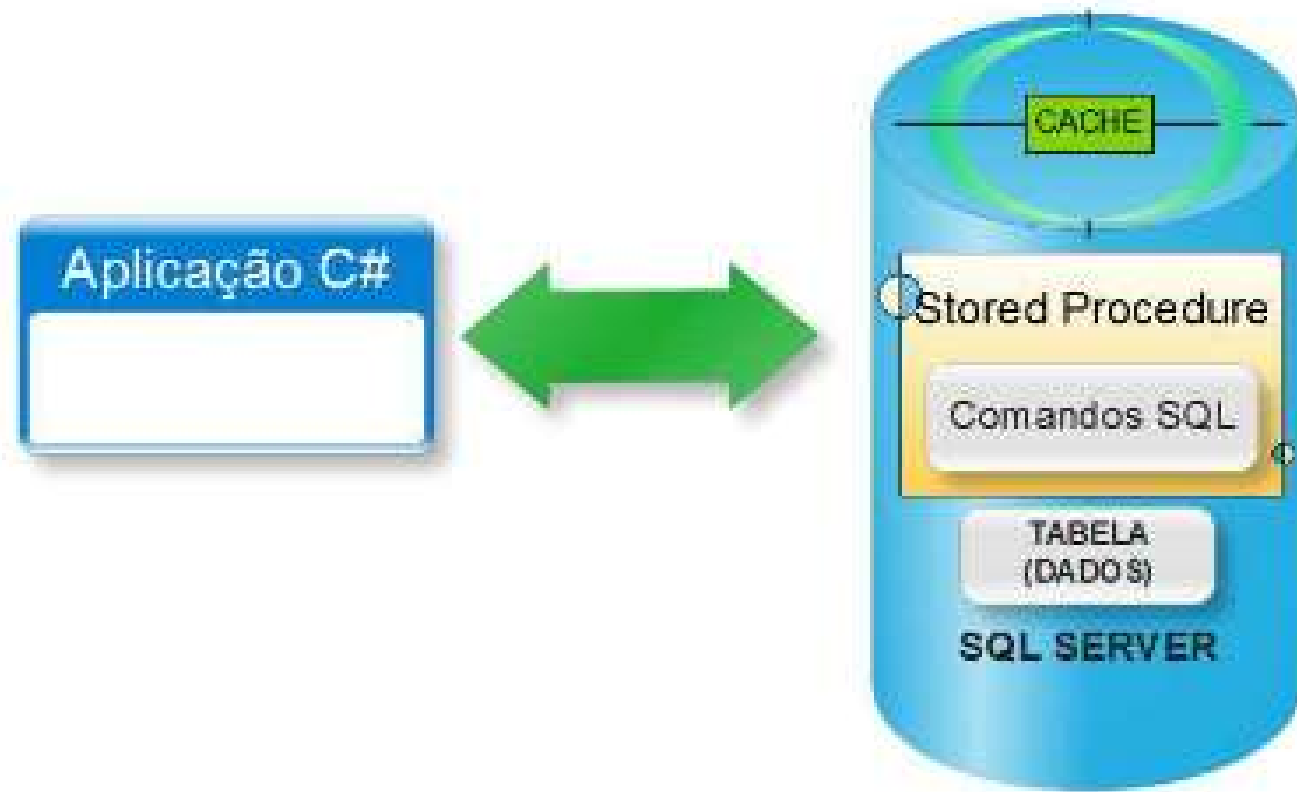 Aplicação C#
CACHE
Stored Procedure
Comandos SQL
TABELA
(DADOS)
SQL SERVER